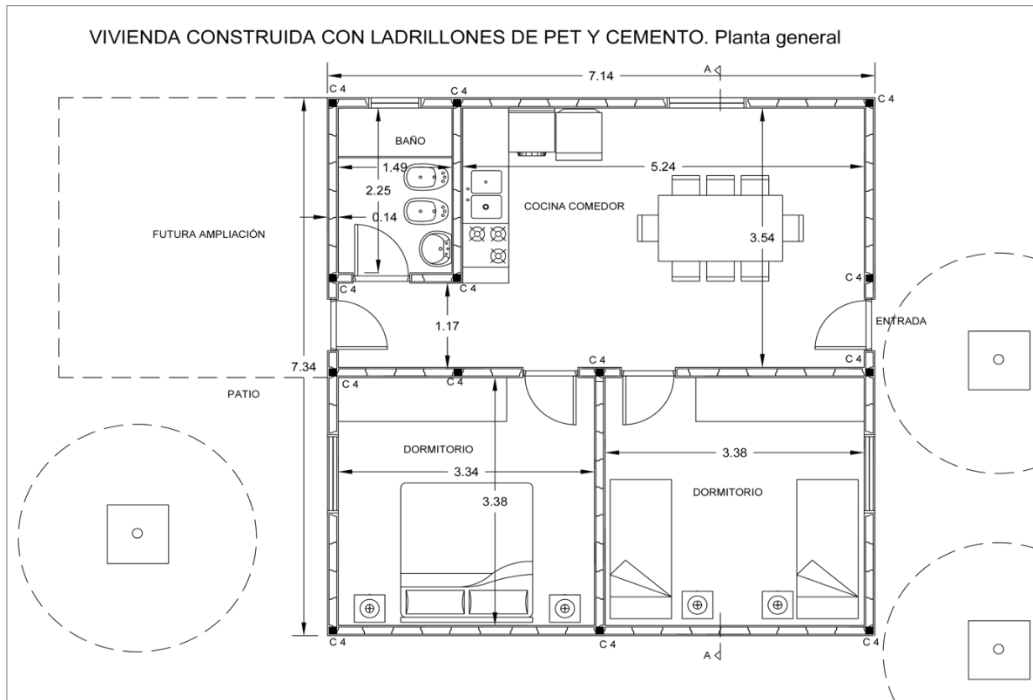 VIVIENDA CONSTRUIDA CON LADRILLONES DE PET Y CEMENTO. Planta general
A
7.14
C 4
C 4
C 4
BAÑO
1.49
5.24
2.25
COCINA COMEDOR
0.14
FUTURA AMPLIACIÓN
3.54
C 4
C 4
C 4
1.17
ENTRADA
7.34
C 4
C 4
C 4
PATIO
DORMITORIO
3.34
3.38
3.38
DORMITORIO
C 4
C 4
C 4
A